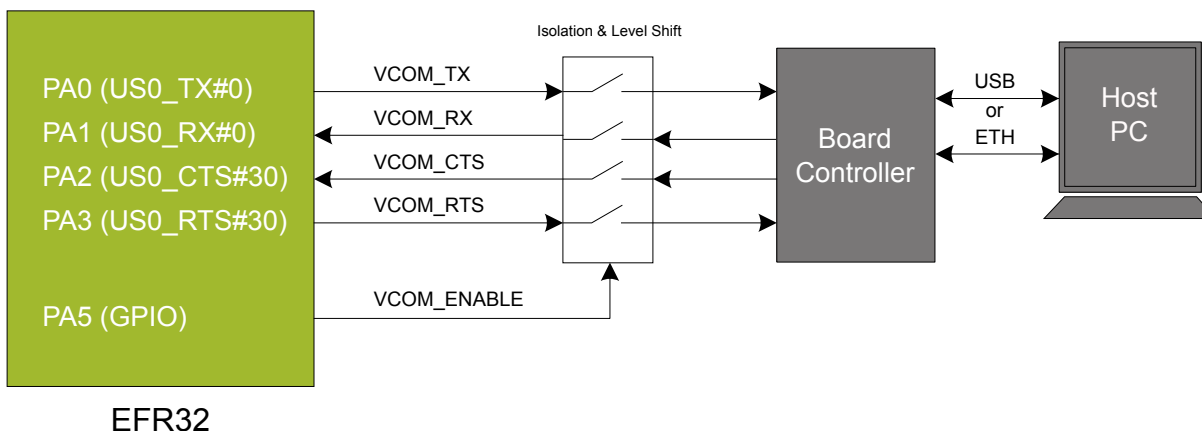 Isolation & Level Shift
PA0 (US0_TX#0)
VCOM_TX
PA1 (US0_RX#0)
VCOM_RX
PA2 (US0_CTS#30)
VCOM_CTS
PA3 (US0_RTS#30)
VCOM_RTS
PA5 (GPIO)
VCOM_ENABLE
Board
Controller
USB
or
ETH
Host
PC
EFR32